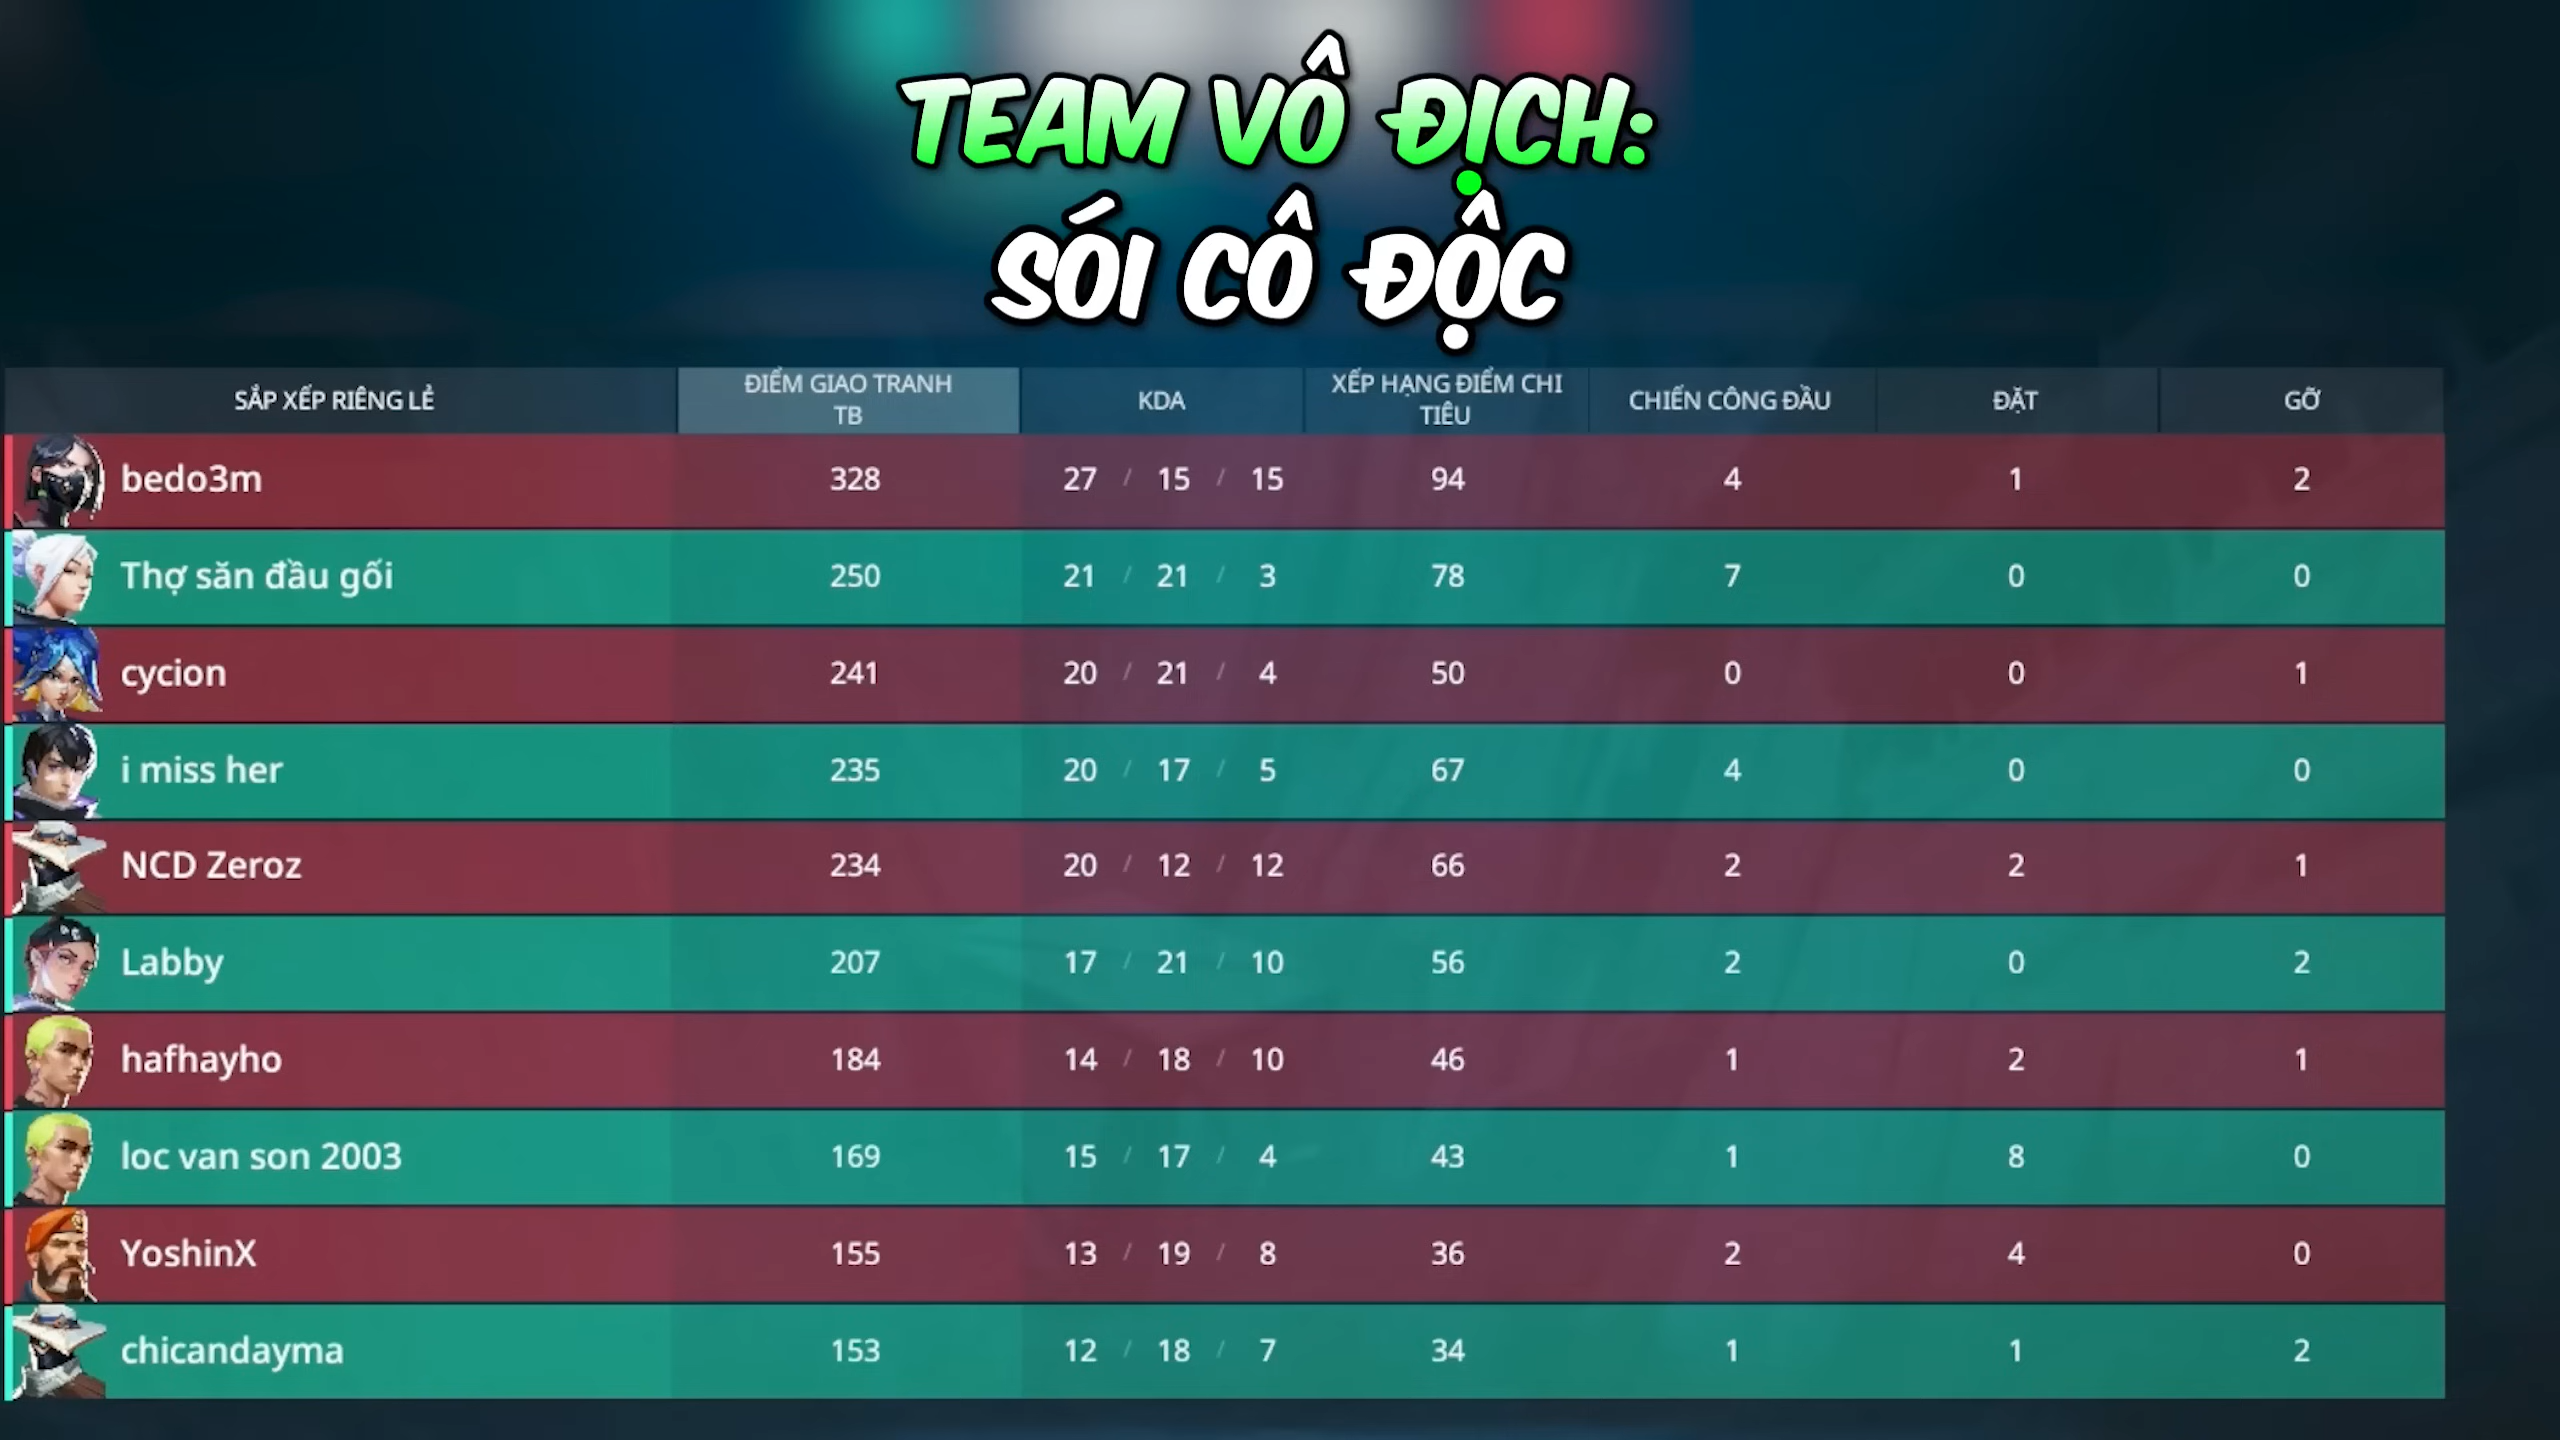 TEAM VÔ ĐỊCH:
SÓI CÔ ĐỘC
SẮP XẾP RIÊNG LẺ ĐIỂM GIAO TRANH TB KDA XẾP HẠNG ĐIỂM CHI TIÊU CHIẾN CÔNG ĐẦU ĐẶT GỠ
bedo3m 328 27 / 15 / 15 94 4 1 2
Thợ săn đầu gối 250 21 / 21 / 3 78 7 0 0
cycion 241 20 / 21 / 4 50 0 0 1
i miss her 235 20 / 17 / 5 67 4 0 0
NCD Zeroz 234 20 / 12 / 12 66 2 2 1
Labby 207 17 / 21 / 10 56 2 0 2
hafhayho 184 14 / 18 / 10 46 1 2 1
loc van son 2003 169 15 / 17 / 4 43 1 8 0
YoshinX 155 13 / 19 / 8 36 2 4 0
chicandayma 153 12 / 18 / 7 34 1 1 2